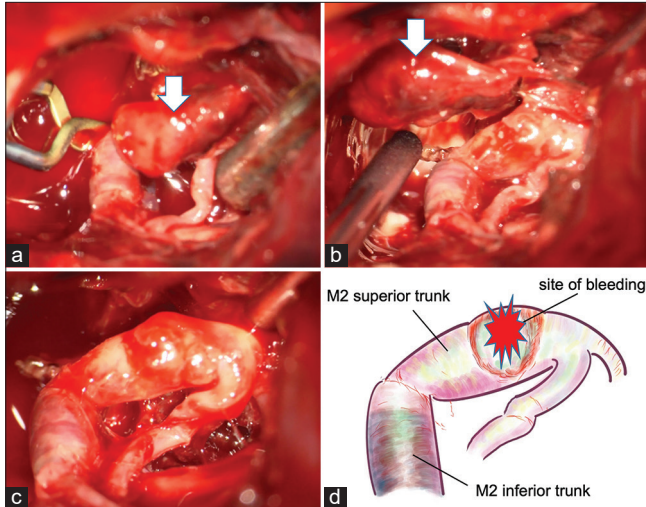 a
b
c
M2 superior trunk
site of bleeding
M2 inferior trunk
d